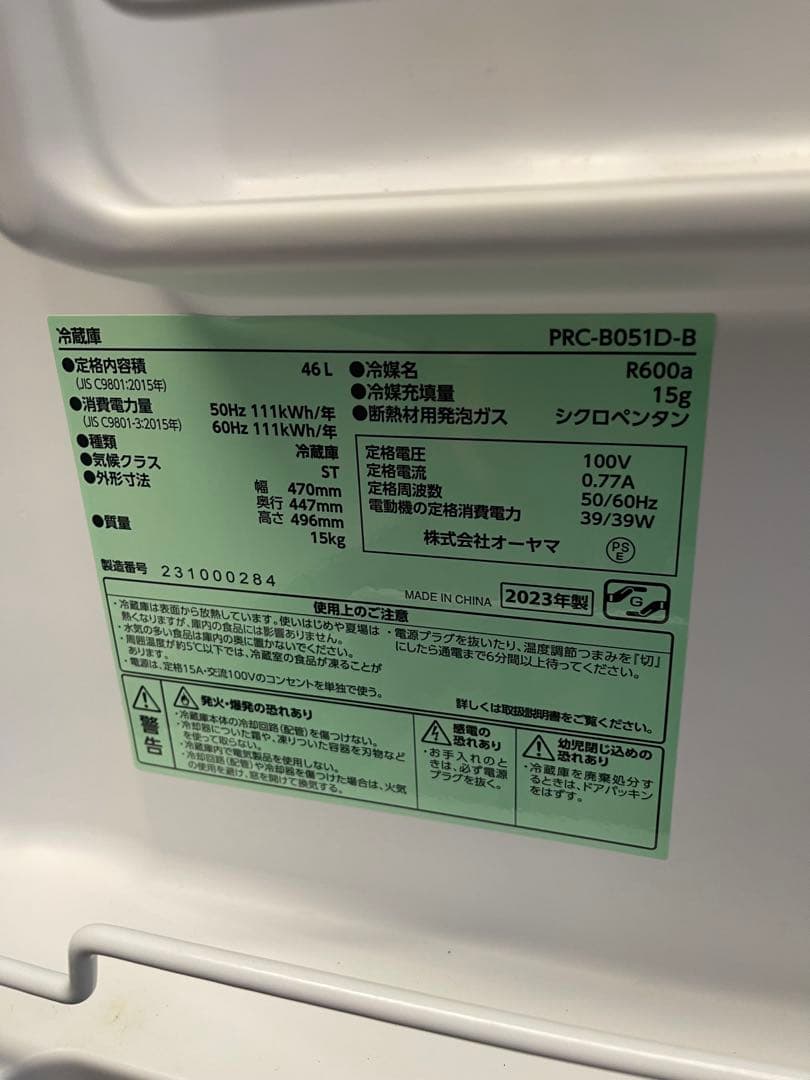 冷蔵庫 PRC-B051D-B
●定格内容積 46L
(JIS C9801:2015年)
●消費電力量 50Hz 111kWh/年
(JIS C9801-3:2015年) 60Hz 111kWh/年
●種類 冷蔵庫
●気候クラス ST
●外形寸法 幅 470mm
奥行 447mm
高さ 496mm
●質量 15kg
●冷媒名 R600a
●冷媒充填量 15g
●断熱材用発泡ガス シクロペンタン
定格電圧 100V
定格電流 0.77A
定格周波数 50/60Hz
電動機の定格消費電力 39/39W
株式会社オーヤマ PSE
製造番号 231000284
MADE IN CHINA 2023年製 G
使用上のご注意
・冷蔵庫は表面から放熱しています。使いはじめや夏場は
熱くなりますが、庫内の食品には影響ありません。
・水気の多い食品は庫内の奥に置かないでください。
・周囲温度が約5℃以下では、冷蔵室の食品が凍ることが
あります。
・電源は、定格15A・交流100Vのコンセントを単独で使う。
・電源プラグを抜いたり、温度調節つまみを「切」
にしたら通電まで6分間以上待ってください。
詳しくは取扱説明書をご覧ください。
警告
発火・爆発の恐れあり
・冷蔵庫本体の冷却回路(配管)を傷つけない。
・冷却器についた霜や、凍りついた容器を刃物など
を使って取らない。
・冷蔵庫内で電気製品を使用しない。
・冷却回路(配管)や冷却器を傷つけた場合は、火気
の使用を避け、窓を開けて換気する。
感電の
恐れあり
・お手入れのと
きは、必ず電源
プラグを抜く。
幼児閉じ込めの
恐れあり
・冷蔵庫を廃棄処分す
るときは、ドアパッキン
をはずす。